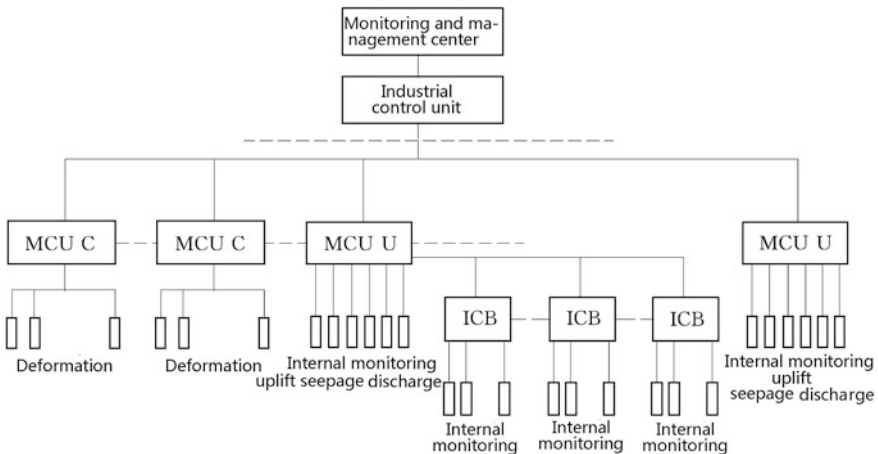 Monitoring and ma-
nagement center
Industrial
control unit
MCU C
MCU C
MCU U
MCU U
ICB
ICB
ICB
Deformation
Deformation
Internal monitoring
uplift seepage discharge
Internal monitoring
uplift
seepage discharge
Internal
monitoring
Internal
monitoring
Internal
monitoring